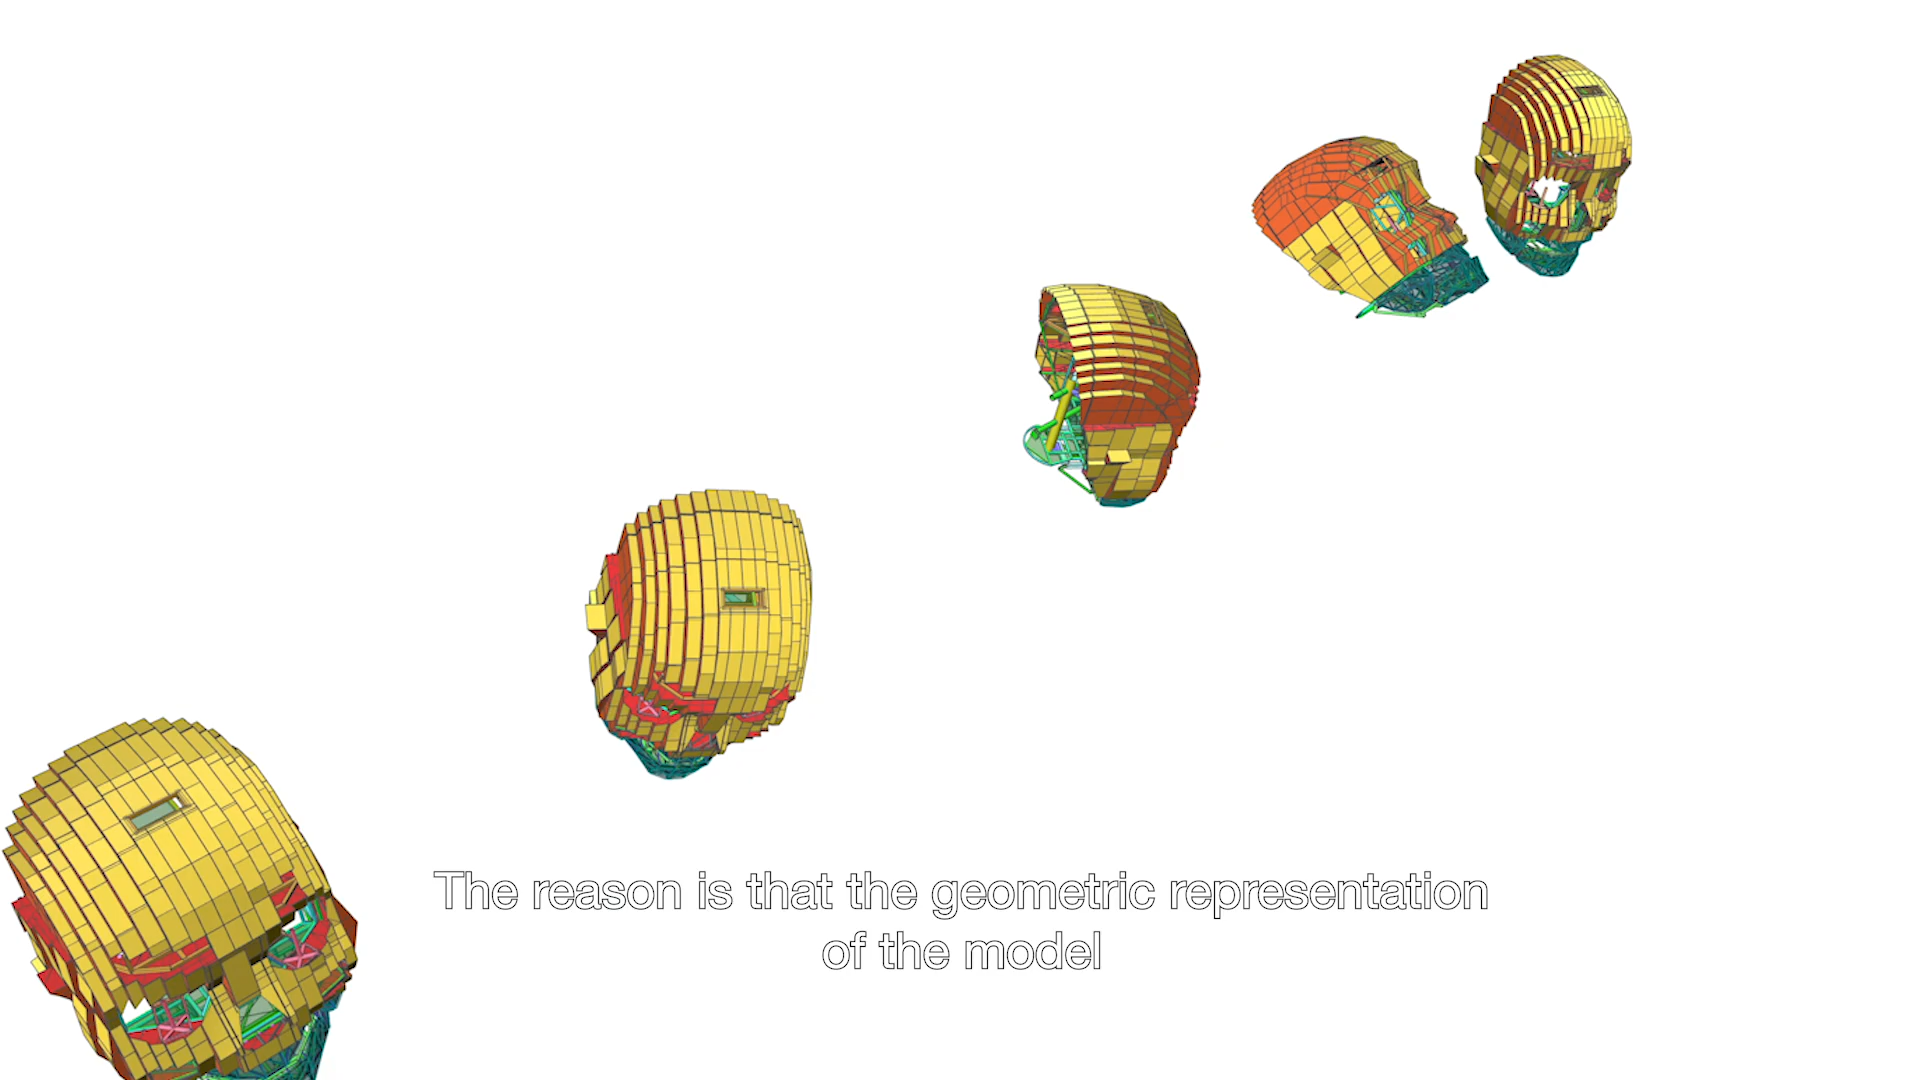 The reason is that the geometric representation
of the model